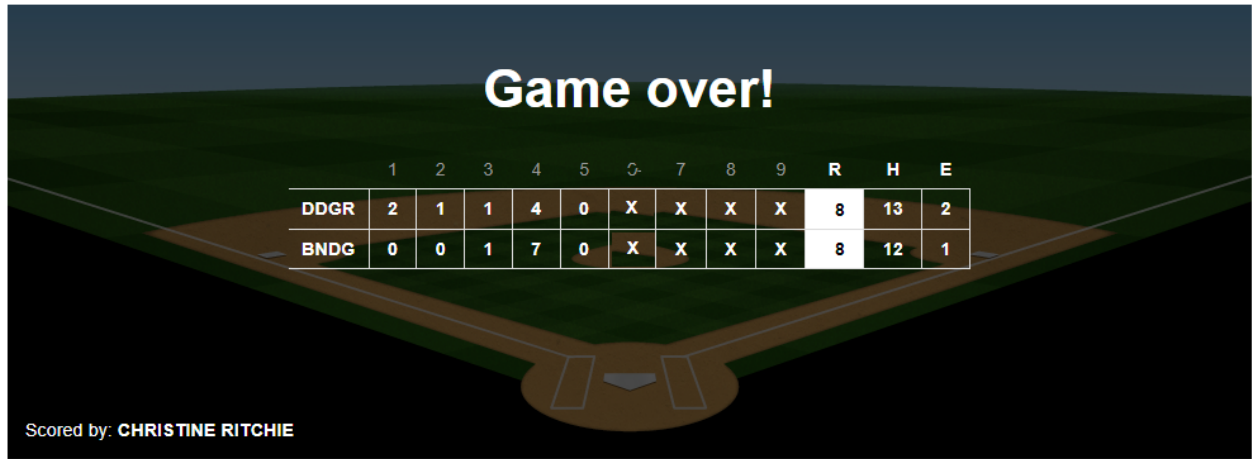 Game over!
1 2 3 4 5 7 8 9 R H E
DDGR 2 1 1 4 0 X X X X 8 13 2
BNDG 0 0 1 7 0 X X X X 8 12 1
Scored by: CHRISTINE RITCHIE